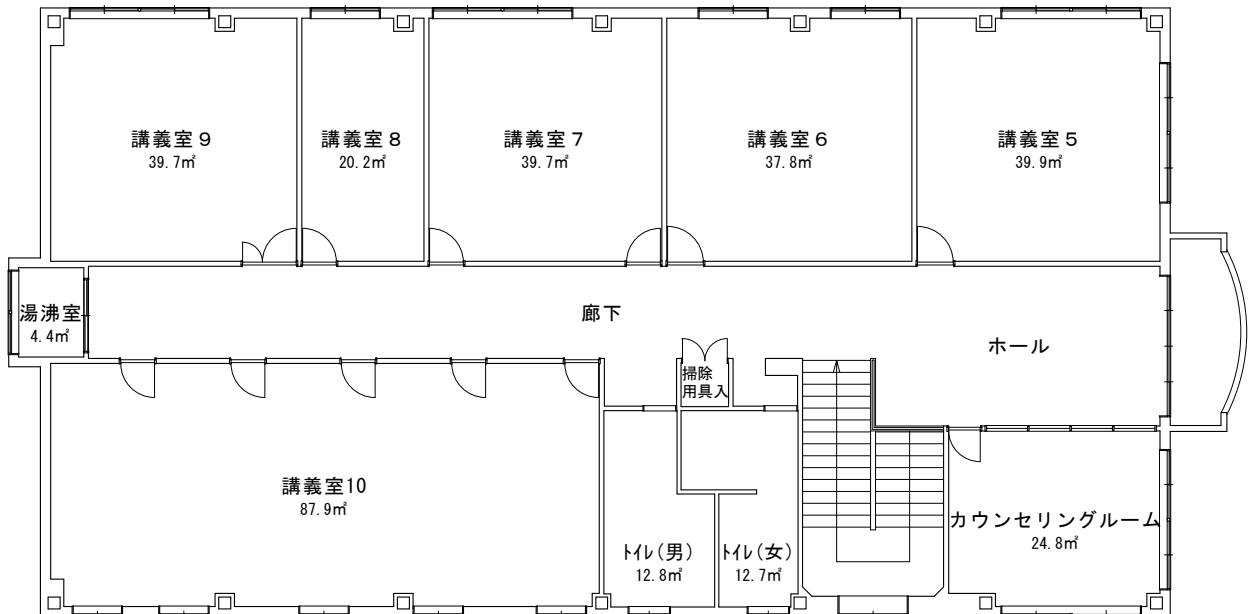 講義室９
39.7㎡
講義室８
20.2㎡
講義室７
39.7㎡
講義室６
37.8㎡
講義室５
39.9㎡
湯沸室
4.4㎡
廊下
ホール
掃除
用具入
講義室10
87.9㎡
ﾄｲﾚ(男)
12.8㎡
ﾄｲﾚ(女)
12.7㎡
カウンセリングルーム
24.8㎡